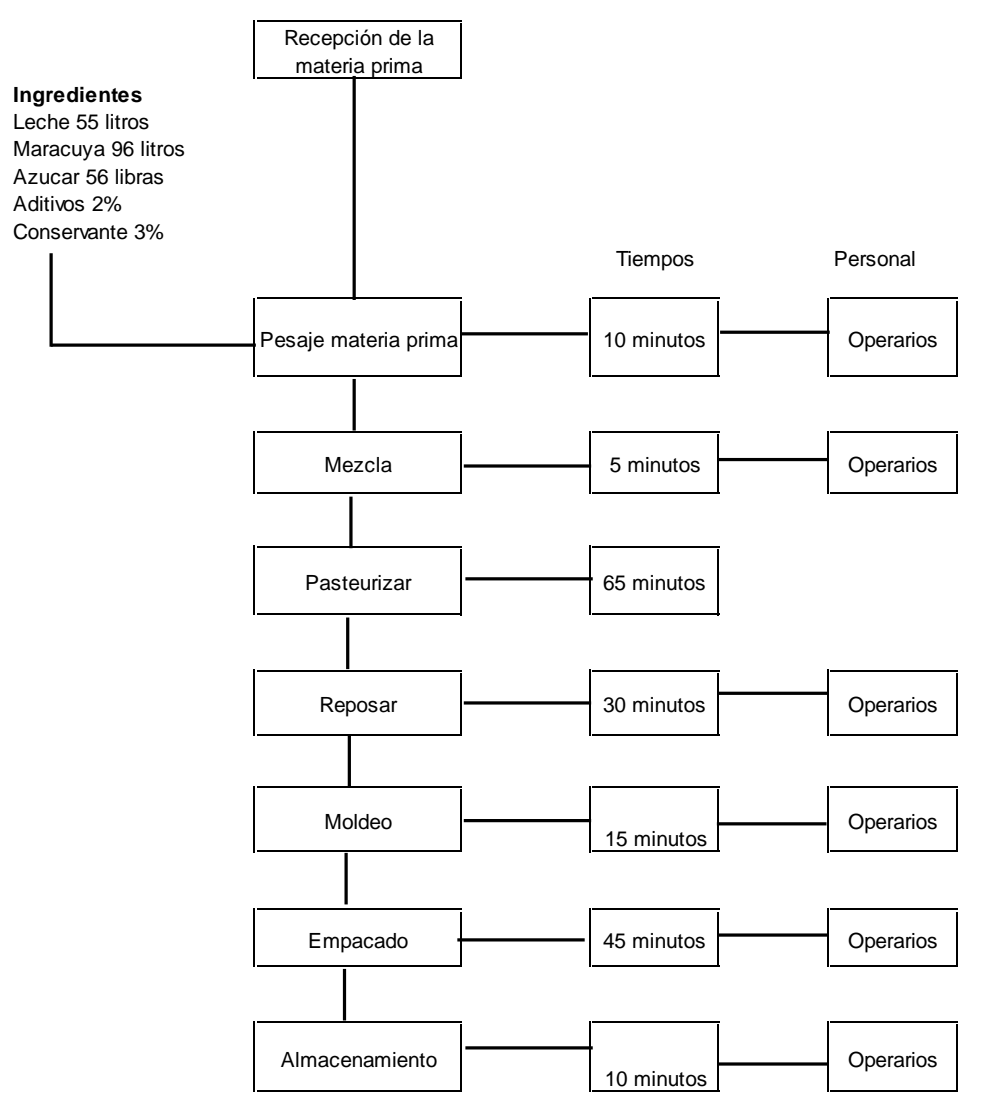 Recepción de la
materia prima
Ingredientes
Leche 55 litros
Maracuya 96 litros
Azucar 56 libras
Aditivos 2%
Conservante 3%
Tiempos
Personal
Pesaje materia prima
10 minutos
Operarios
Mezcla
5 minutos
Operarios
Pasteurizar
65 minutos
Reposar
30 minutos
Operarios
Moldeo
15 minutos
Operarios
Empacado
45 minutos
Operarios
Almacenamiento
10 minutos
Operarios